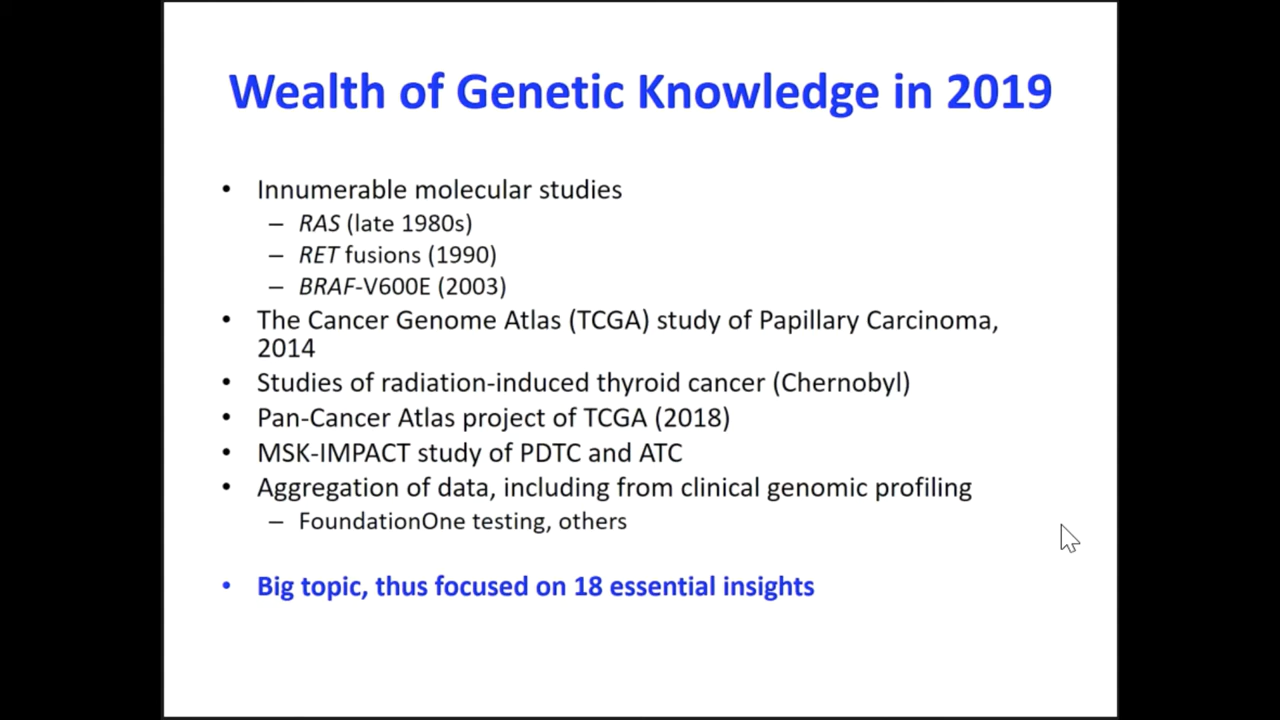 Wealth of Genetic Knowledge in 2019
• Innumerable molecular studies
– RAS (late 1980s)
– RET fusions (1990)
– BRAF-V600E (2003)
• The Cancer Genome Atlas (TCGA) study of Papillary Carcinoma,
2014
• Studies of radiation-induced thyroid cancer (Chernobyl)
• Pan-Cancer Atlas project of TCGA (2018)
• MSK-IMPACT study of PDTC and ATC
• Aggregation of data, including from clinical genomic profiling
– FoundationOne testing, others
• Big topic, thus focused on 18 essential insights